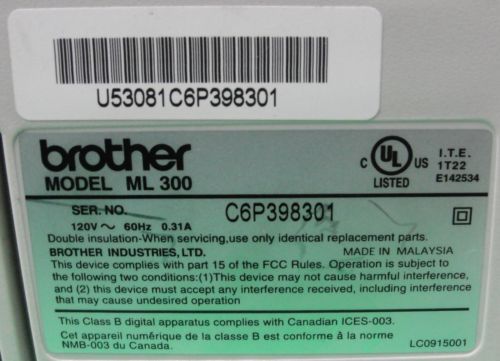 U53081C6P398301
brother
MODEL ML 300
C UL US
LISTED
I.T.E.
1T22
E142534
SER. NO. C6P398301
120V ~ 60Hz 0.31A
Double insulation-When servicing,use only identical replacement parts.
BROTHER INDUSTRIES,LTD. MADE IN MALAYSIA
This device complies with part 15 of the FCC Rules. Operation is subject to
the following two conditions:(1)This device may not cause harmful interference,
and (2) this device must accept any interference received, including interference
that may cause undesired operation
This Class B digital apparatus complies with Canadian ICES-003.
Cet appareil numérique de la classe B est conforme à la norme
NMB-003 du Canada. LC0915001